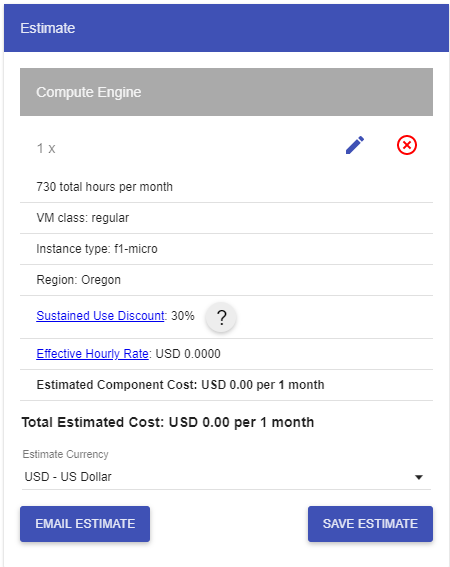 Estimate
Compute Engine
1 x
730 total hours per month
VM class: regular
Instance type: f1-micro
Region: Oregon
Sustained Use Discount: 30% ?
Effective Hourly Rate: USD 0.0000
Estimated Component Cost: USD 0.00 per 1 month
Total Estimated Cost: USD 0.00 per 1 month
Estimate Currency
USD - US Dollar
EMAIL ESTIMATE SAVE ESTIMATE